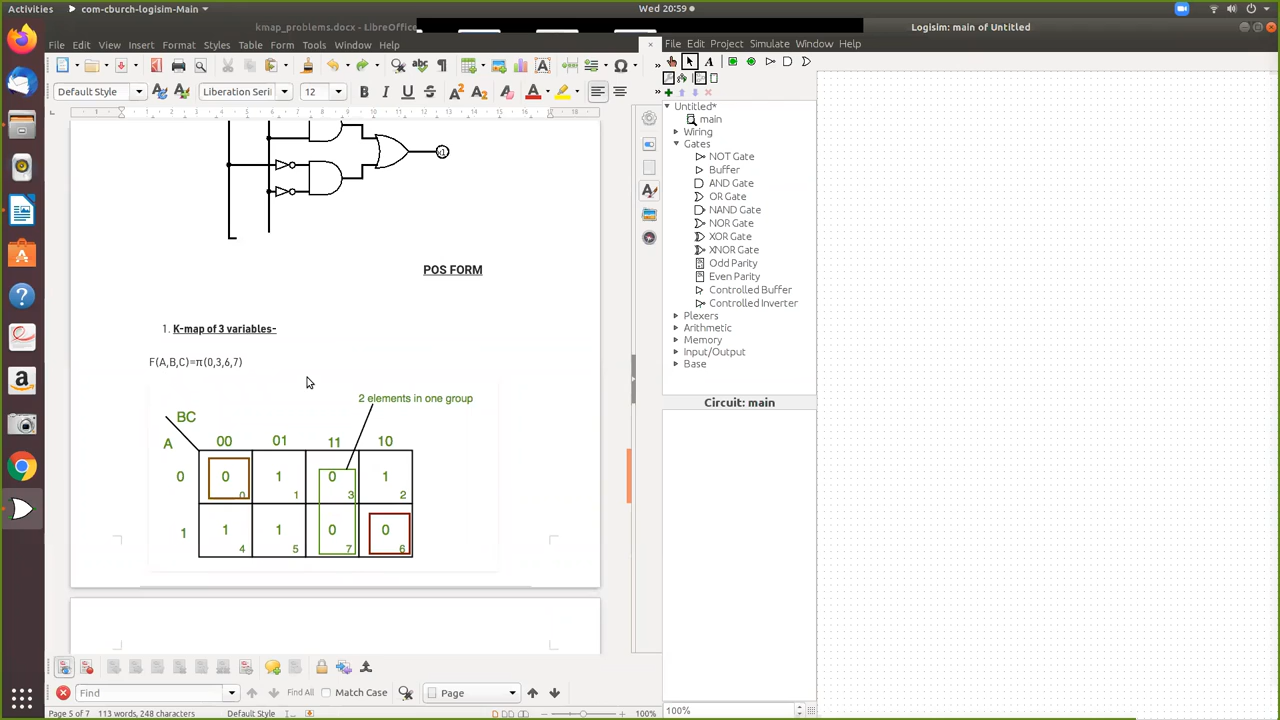 Activities
com-cburch-logisim-Main
Wed 20:59
kmap_problems.docx - LibreOffice
Logisim: main of Untitled
File Edit View Insert Format Styles Table Form Tools Window Help
File Edit Project Simulate Window Help
Default Style
Liberation Seri
12
Untitled*
main
Wiring
Gates
NOT Gate
Buffer
AND Gate
OR Gate
NAND Gate
NOR Gate
XOR Gate
XNOR Gate
Odd Parity
Even Parity
Controlled Buffer
Controlled Inverter
Plexers
Arithmetic
Memory
Input/Output
Base
Circuit: main
100%
x1
POS FORM
1. K-map of 3 variables-
F(A,B,C)=π(0,3,6,7)
2 elements in one group
BC
A 00 01 11 10
0 0 1 0 1
0 1 3 2
1 1 1 0 0
4 5 7 6
Find
Find All
Match Case
Page
Page 5 of 7
113 words, 248 characters
Default Style
100%